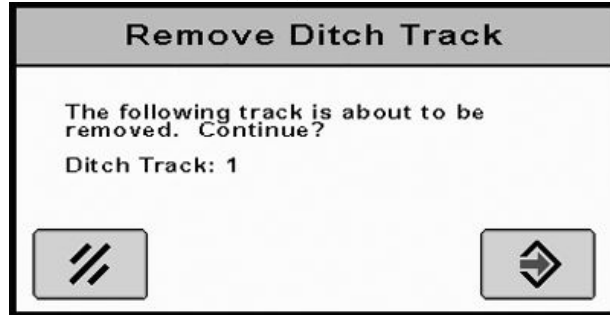 Remove Ditch Track
The following track is about to be
removed. Continue?
Ditch Track: 1